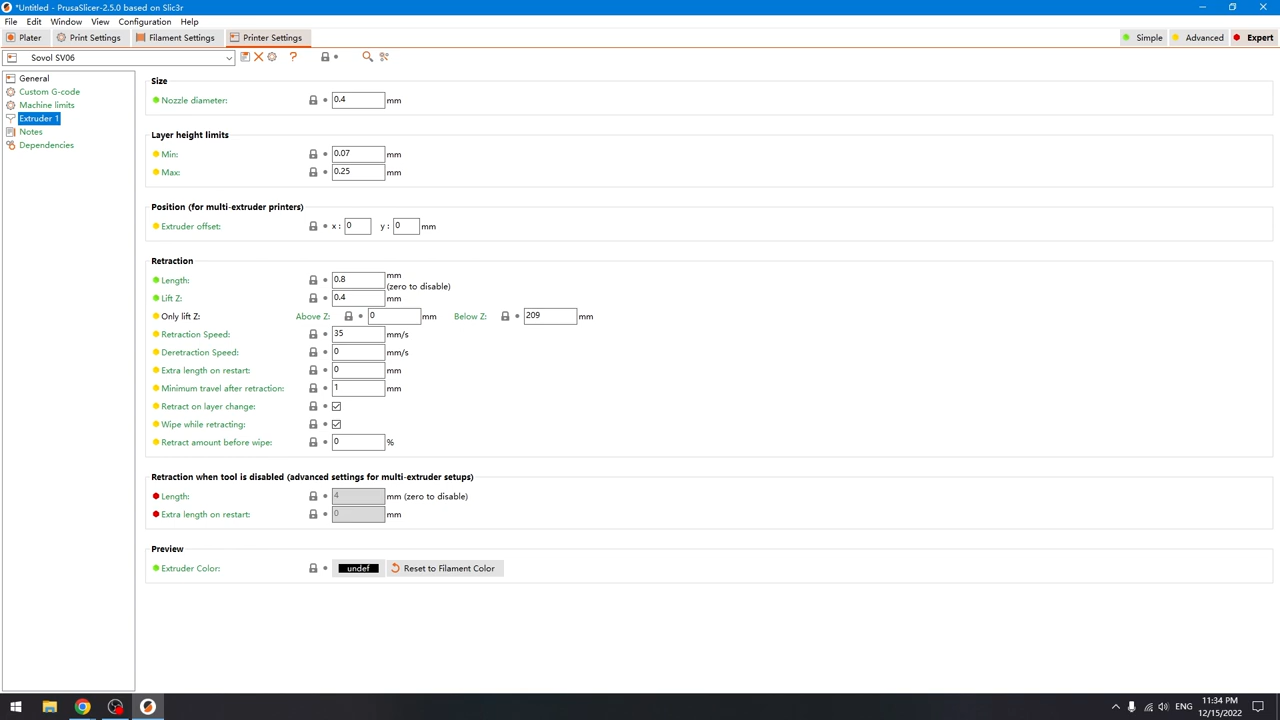 *Untitled - PrusaSlicer-2.5.0 based on Slic3r
File Edit Window View Configuration Help
Plater Print Settings Filament Settings Printer Settings Simple Advanced Expert
Sovol SV06
General
Custom G-code
Machine limits
Extruder 1
Notes
Dependencies
Size
Nozzle diameter: 0.4 mm
Layer height limits
Min: 0.07 mm
Max: 0.25 mm
Position (for multi-extruder printers)
Extruder offset: x : 0 y : 0 mm
Retraction
Length: 0.8 mm (zero to disable)
Lift Z: 0.4 mm
Only lift Z: Above Z: 0 mm Below Z: 209 mm
Retraction Speed: 35 mm/s
Deretraction Speed: 0 mm/s
Extra length on restart: 0 mm
Minimum travel after retraction: 1 mm
Retract on layer change:
Wipe while retracting:
Retract amount before wipe: 0 %
Retraction when tool is disabled (advanced settings for multi-extruder setups)
Length: 4 mm (zero to disable)
Extra length on restart: 0 mm
Preview
Extruder Color: undef Reset to Filament Color
ENG 11:34 PM
12/15/2022